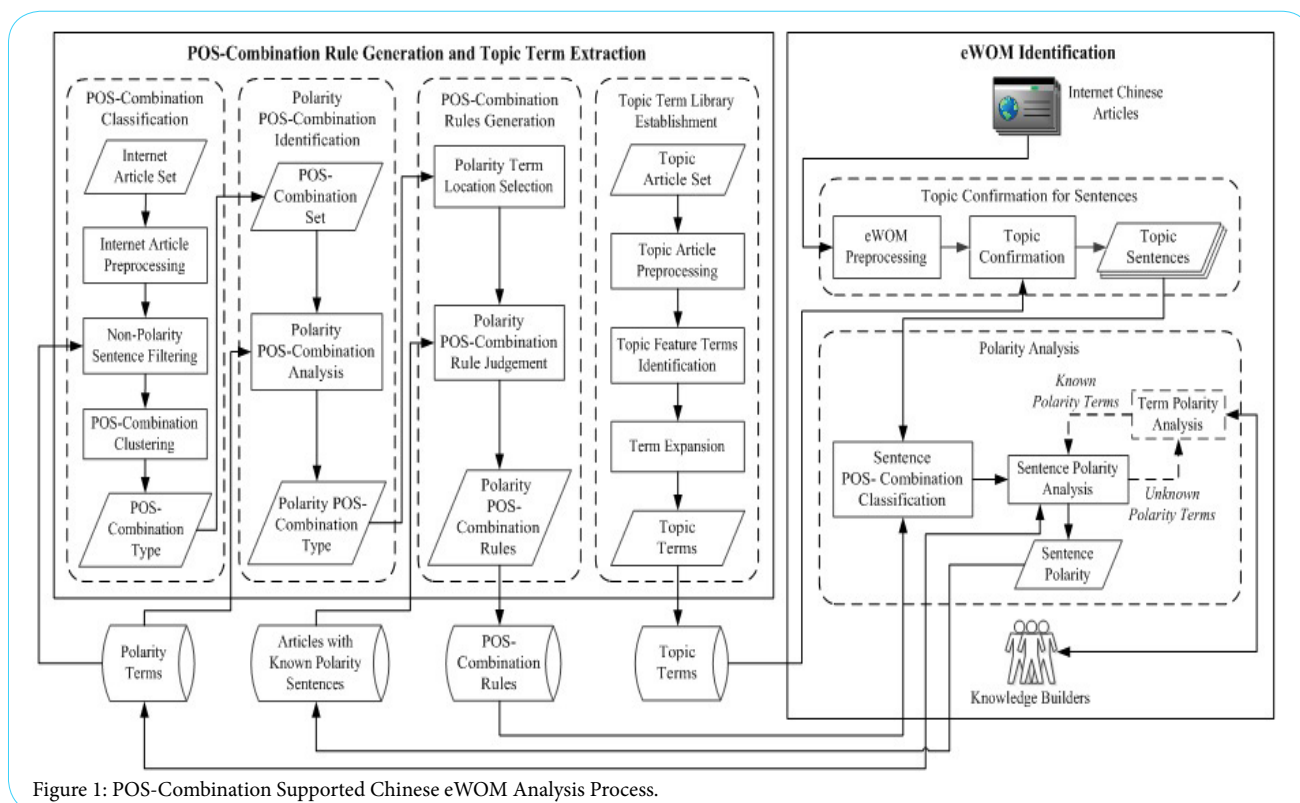 POS-Combination Rule Generation and Topic Term Extraction
POS-Combination
Classification
Internet
Article Set
Internet Article
Preprocessing
Non-Polarity
Sentence Filtering
POS-Combination
Clustering
POS-
Combination
Type
Polarity
POS-Combination
Identification
POS-
Combination
Set
Polarity
POS-Combination
Analysis
Polarity POS-
Combination
Type
POS-Combination
Rules Generation
Polarity Term
Location Selection
Polarity
POS-Combination
Rule Judgement
Polarity
POS-
Combination
Rules
Topic Term Library
Establishment
Topic
Article Set
Topic Article
Preprocessing
Topic Feature Terms
Identification
Term Expansion
Topic
Terms
Polarity
Terms
Articles with
Known Polarity
Sentences
POS-
Combination
Rules
Topic
Terms
eWOM Identification
Internet Chinese
Articles
Topic Confirmation for Sentences
eWOM
Preprocessing
Topic
Confirmation
Topic
Sentences
Polarity Analysis
Known
Polarity Terms
Term Polarity
Analysis
Sentence
POS- Combination
Classification
Sentence Polarity
Analysis
Unknown
Polarity Terms
Sentence
Polarity
Knowledge Builders
Figure 1: POS-Combination Supported Chinese eWOM Analysis Process.